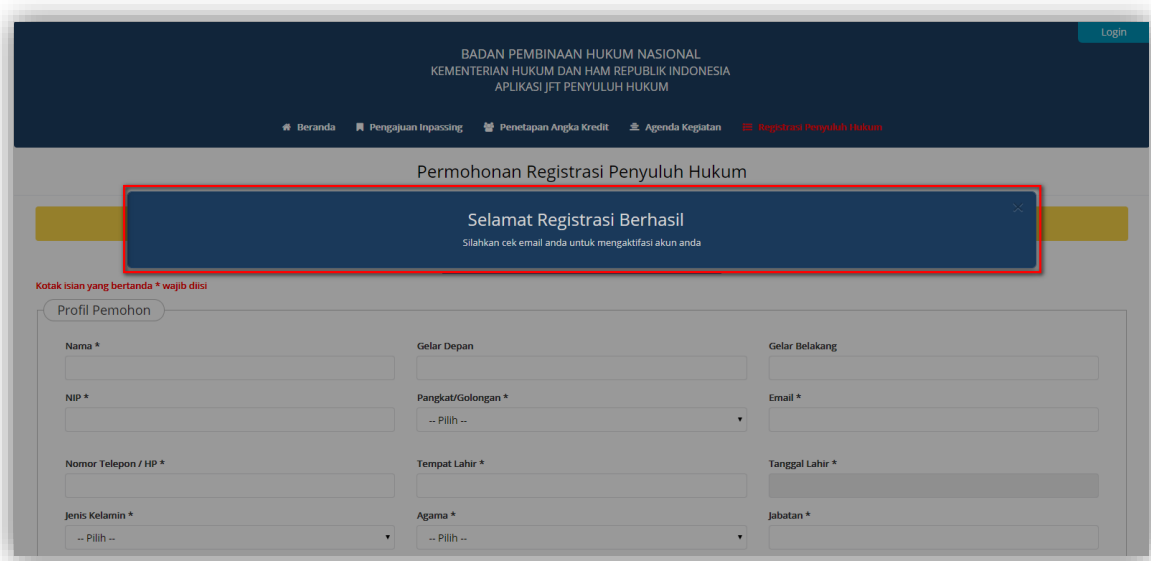 Login
BADAN PEMBINAAN HUKUM NASIONAL
KEMENTERIAN HUKUM DAN HAM REPUBLIK INDONESIA
APLIKASI JFT PENYULUH HUKUM
Beranda Pengajuan Inpassing Penetapan Angka Kredit Agenda Kegiatan Registrasi Penyuluh Hukum
Permohonan Registrasi Penyuluh Hukum
Selamat Registrasi Berhasil
Silahkan cek email anda untuk mengaktifasi akun anda
Kotak isian yang bertanda * wajib diisi
Profil Pemohon
Nama * Gelar Depan Gelar Belakang
NIP * Pangkat/Golongan * Email *
-- Pilih --
Nomor Telepon / HP * Tempat Lahir * Tanggal Lahir *
Jenis Kelamin * Agama * Jabatan *
-- Pilih -- -- Pilih --